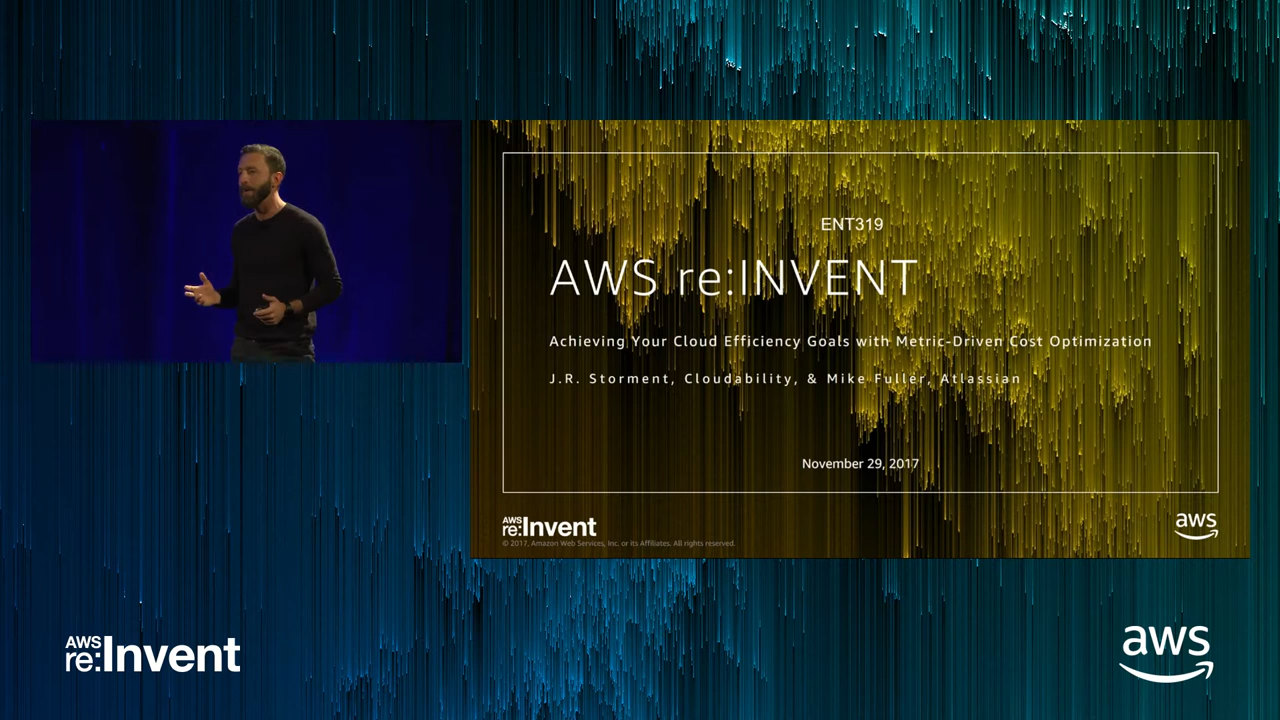 ENT319
AWS re:INVENT
Achieving Your Cloud Efficiency Goals with Metric-Driven Cost Optimization
J.R. Storment, Cloudability, & Mike Fuller, Atlassian
November 29, 2017
AWS
re:Invent
aws
© 2017, Amazon Web Services, Inc. or its Affiliates. All rights reserved.
AWS
re:Invent
aws